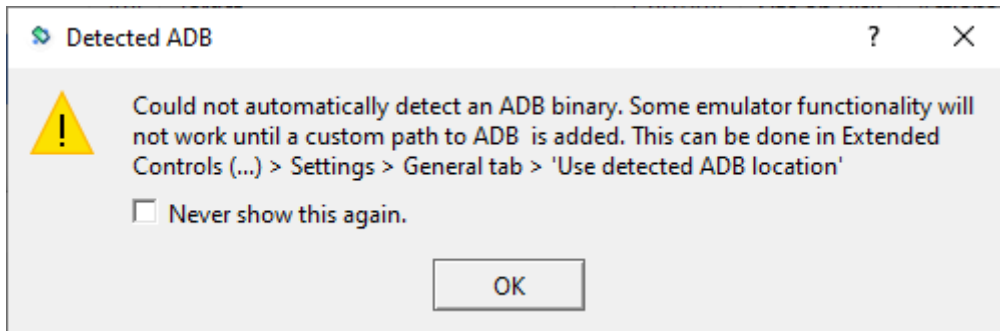 Detected ADB
Could not automatically detect an ADB binary. Some emulator functionality will
not work until a custom path to ADB  is added. This can be done in Extended
Controls (...) > Settings > General tab > 'Use detected ADB location'
Never show this again.
OK